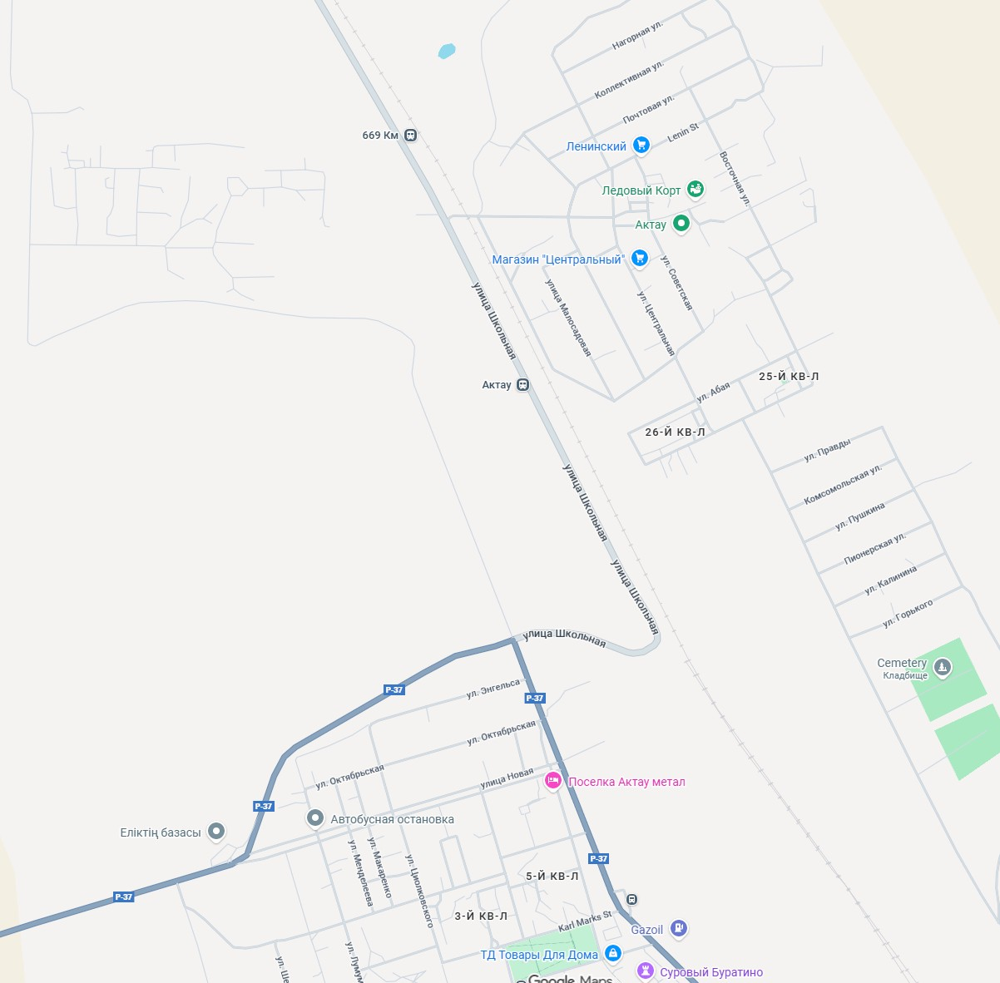 Нагорная ул.
Коллективная ул.
Почтовая ул.
Lenin St
669 Км
Ленинский
Восточная ул.
Ледовый Корт
Актау
Магазин "Центральный"
ул. Советская
улица Школьная
улица Малосадовая
ул. Центральная
Актау
ул. Абая
25-Й КВ-Л
26-Й КВ-Л
ул. Правды
Комсомольская ул.
улица Школьная
ул. Пушкина
Пионерская ул.
улица Школьная
ул. Калинина
ул. Горького
улица Школьная
Cemetery
Кладбище
P-37
ул. Энгельса
P-37
ул. Октябрьская
ул. Октябрьская
улица Новая
Поселка Актау метал
P-37
Автобусная остановка
Еліктің базасы
ул. Менделеева
ул. Макаренко
ул. Циолковского
P-37
5-Й КВ-Л
P-37
3-Й КВ-Л
Karl Marks St
Gazoil
ТД Товары Для Дома
ул. Ше
ул. Лумум
Суровый Буратино
Google Maps